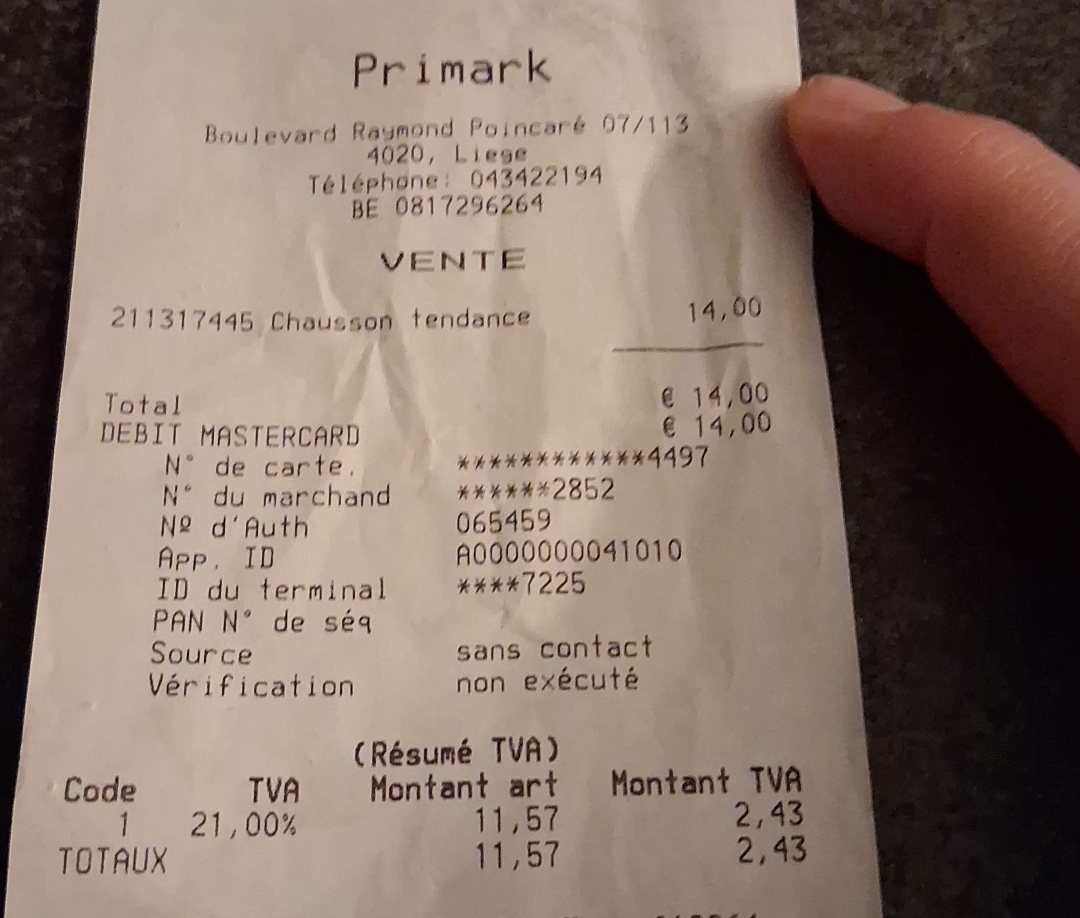 Primark
Boulevard Raymond Poincaré 07/113
4020, Liege
Téléphone: 043422194
BE 0817296264
VENTE
211317445 Chausson tendance 14,00
Total € 14,00
DEBIT MASTERCARD € 14,00
N° de carte. ************4497
N° du marchand ******2852
Nº d'Auth 065459
App. ID A0000000041010
ID du terminal ****7225
PAN N° de séq
Source sans contact
Vérification non exécuté
(Résumé TVA)
Code TVA Montant art Montant TVA
1 21,00% 11,57 2,43
TOTAUX 11,57 2,43